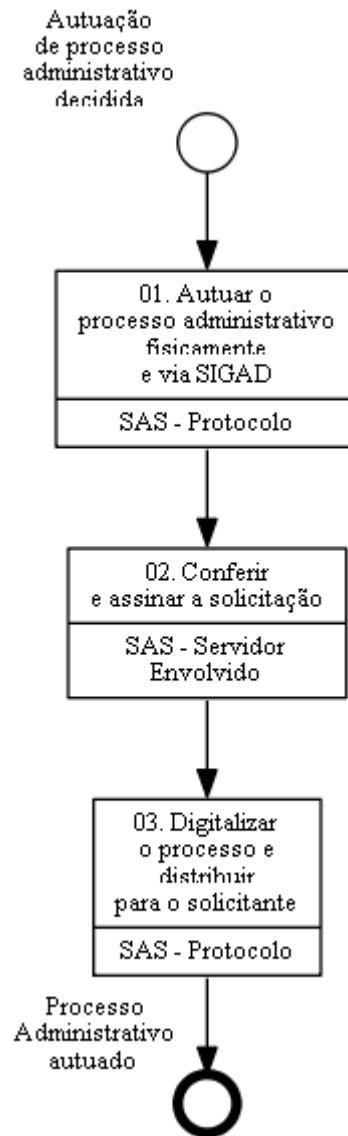 Autuação
de processo
administrativo
decidida
01. Autuar o
processo administrativo
fisicamente
e via SIGAD
SAS - Protocolo
02. Conferir
e assinar a solicitação
SAS - Servidor
Envolvido
03. Digitalizar
o processo e
distribuir
para o solicitante
SAS - Protocolo
Processo
Administrativo
autuado